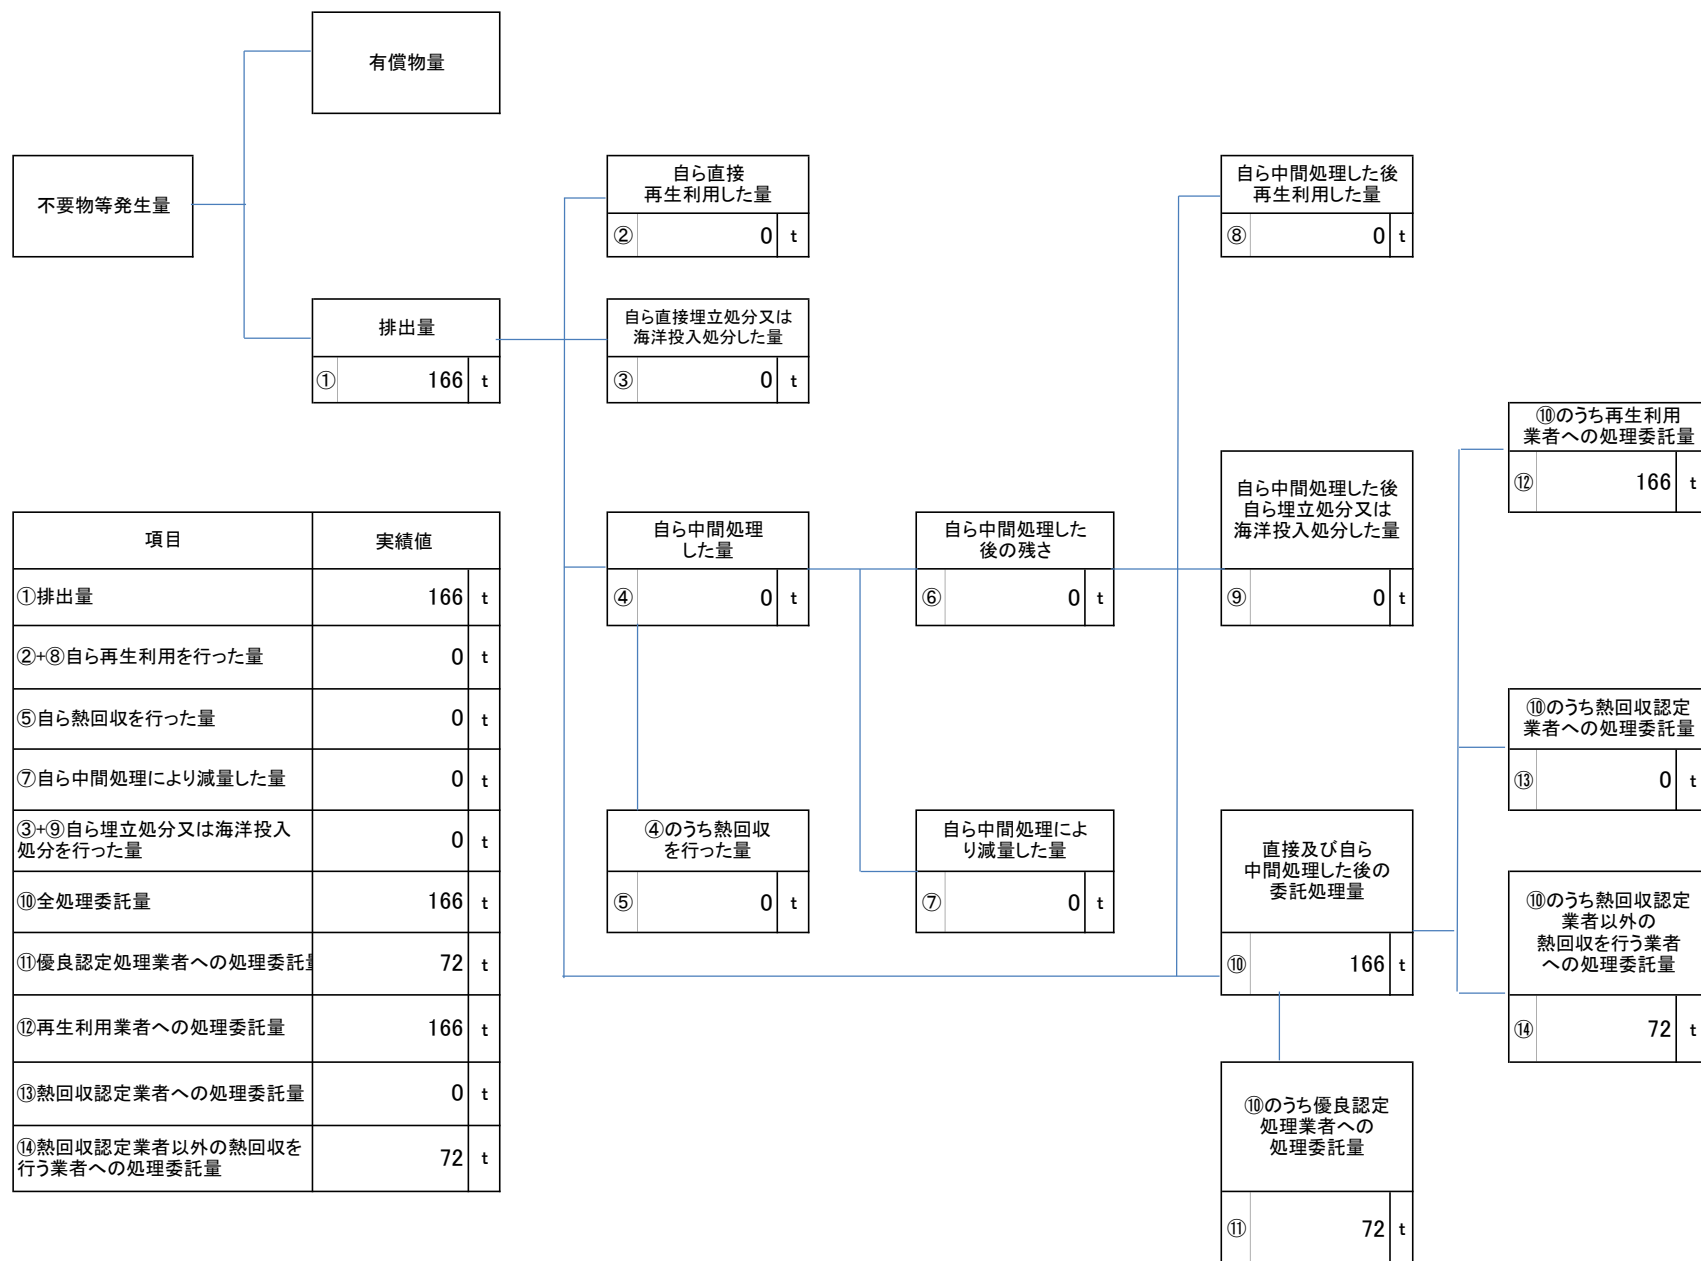 有償物量
不要物等発生量
排出量
① 166 t
自ら直接
再生利用した量
② 0 t
自ら直接埋立処分又は
海洋投入処分した量
③ 0 t
自ら中間処理
した量
④ 0 t
④のうち熱回収
を行った量
⑤ 0 t
自ら中間処理した
後の残さ
⑥ 0 t
自ら中間処理によ
り減量した量
⑦ 0 t
自ら中間処理した後
再生利用した量
⑧ 0 t
自ら中間処理した後
自ら埋立処分又は
海洋投入処分した量
⑨ 0 t
直接及び自ら
中間処理した後の
委託処理量
⑩ 166 t
⑩のうち優良認定
処理業者への
処理委託量
⑪ 72 t
⑩のうち再生利用
業者への処理委託量
⑫ 166 t
⑩のうち熱回収認定
業者への処理委託量
⑬ 0 t
⑩のうち熱回収認定
業者以外の
熱回収を行う業者
への処理委託量
⑭ 72 t
項目 実績値
①排出量 166 t
②+⑧自ら再生利用を行った量 0 t
⑤自ら熱回収を行った量 0 t
⑦自ら中間処理により減量した量 0 t
③+⑨自ら埋立処分又は海洋投入
処分を行った量 0 t
⑩全処理委託量 166 t
⑪優良認定処理業者への処理委託 72 t
⑫再生利用業者への処理委託量 166 t
⑬熱回収認定業者への処理委託量 0 t
⑭熱回収認定業者以外の熱回収を
行う業者への処理委託量 72 t